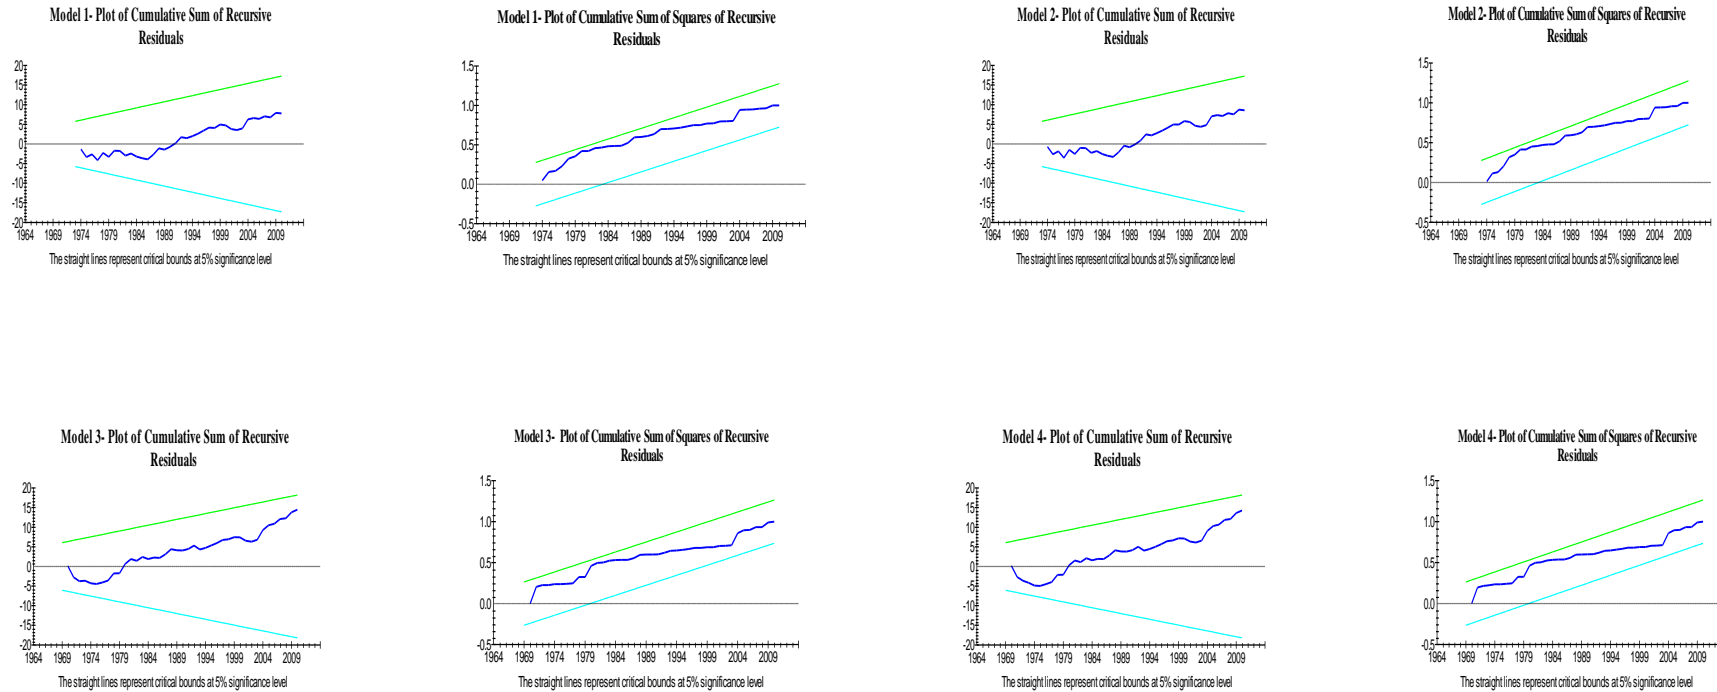 Model 1- Plot of Cumulative Sum of Recursive
Residuals
20
15
10
5
0
-5
-10
-15
-20
1964 1969 1974 1979 1984 1989 1994 1999 2004 2009
The straight lines represent critical bounds at 5% significance level
Model 1- Plot of Cumulative Sum of Squares of Recursive
Residuals
1.5
1.0
0.5
0.0
-0.5
1964 1969 1974 1979 1984 1989 1994 1999 2004 2009
The straight lines represent critical bounds at 5% significance level
Model 2- Plot of Cumulative Sum of Recursive
Residuals
20
15
10
5
0
-5
-10
-15
-20
1964 1969 1974 1979 1984 1989 1994 1999 2004 2009
The straight lines represent critical bounds at 5% significance level
Model 2- Plot of Cumulative Sum of Squares of Recursive
Residuals
1.5
1.0
0.5
0.0
-0.5
1964 1969 1974 1979 1984 1989 1994 1999 2004 2009
The straight lines represent critical bounds at 5% significance level
Model 3- Plot of Cumulative Sum of Recursive
Residuals
20
15
10
5
0
-5
-10
-15
-20
1964 1969 1974 1979 1984 1989 1994 1999 2004 2009
The straight lines represent critical bounds at 5% significance level
Model 3- Plot of Cumulative Sum of Squares of Recursive
Residuals
1.5
1.0
0.5
0.0
-0.5
1964 1969 1974 1979 1984 1989 1994 1999 2004 2009
The straight lines represent critical bounds at 5% significance level
Model 4- Plot of Cumulative Sum of Recursive
Residuals
20
15
10
5
0
-5
-10
-15
-20
1964 1969 1974 1979 1984 1989 1994 1999 2004 2009
The straight lines represent critical bounds at 5% significance level
Model 4- Plot of Cumulative Sum of Squares of Recursive
Residuals
1.5
1.0
0.5
0.0
-0.5
1964 1969 1974 1979 1984 1989 1994 1999 2004 2009
The straight lines represent critical bounds at 5% significance level